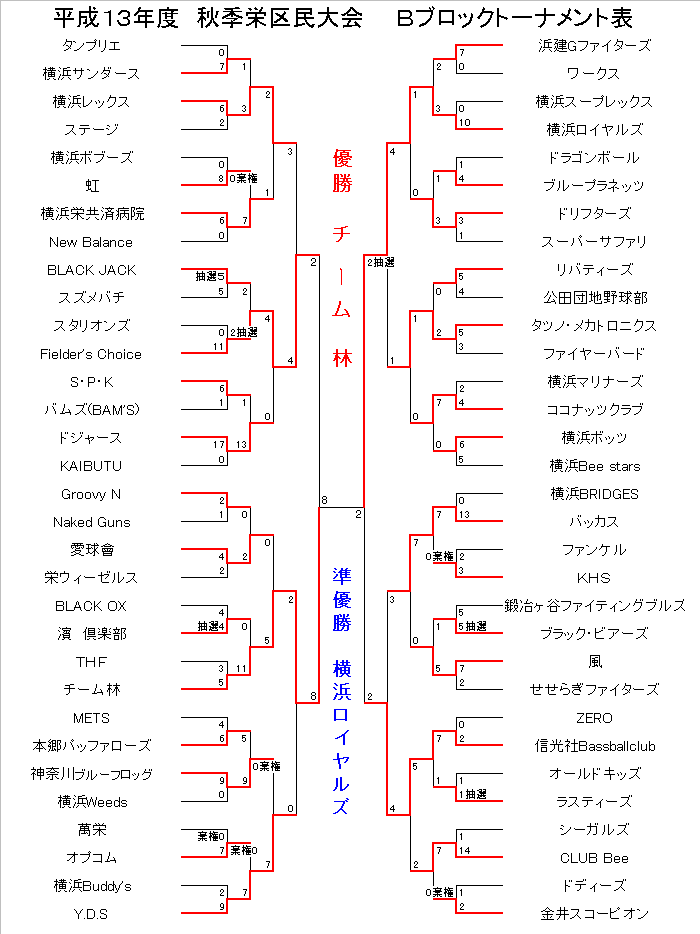 平成13年度 秋季栄区民大会 Bブロックトーナメント表
タンプリエ
0
横浜サンダース
7
1
横浜レックス
6
3
2
ステージ
2
横浜ボブーズ
0
虹
8
0棄権
1
3
横浜栄共済病院
6
7
New Balance
0
2
BLACK JACK
抽選5
スズメバチ
5
2
スタリオンズ
0
2抽選
4
Fielder's Choice
11
4
S・P・K
6
バムズ(BAM'S)
1
1
0
ドジャース
17
13
KAIBUTU
0
8
Groovy N
2
Naked Guns
1
0
愛球會
4
2
0
栄ウィーゼルス
2
2
BLACK OX
4
濱 倶楽部
抽選4
0
5
THF
3
11
チーム林
5
8
METS
4
本郷バッファローズ
6
5
神奈川ブルーフロッグ
9
9
0棄権
横浜Weeds
0
0
萬栄
棄権0
オプコム
7
棄権0
7
横浜Buddy's
2
7
Y.D.S
9
優勝 チーム 林
準優勝 横浜ロイヤルズ
浜建Gファイターズ
7
ワークス
0
2
1
横浜スープレックス
0
3
横浜ロイヤルズ
10
4
ドラゴンボール
1
ブループラネッツ
4
1
0
ドリフターズ
3
3
スーパーサファリ
1
2抽選
リバティーズ
5
公田団地野球部
4
0
1
タツノ・メカトロニクス
5
2
ファイヤーバード
3
1
横浜マリナーズ
2
ココナッツクラブ
4
7
0
横浜ボッツ
6
0
横浜Bee stars
5
2
横浜BRIDGES
0
バッカス
13
7
7
ファンケル
2
0棄権
KHS
3
3
鍛冶ヶ谷ファイティングブルズ
5
ブラック・ビアーズ
5抽選
1
0
風
7
5
せせらぎファイターズ
2
2
ZERO
0
信光社Bassballclub
2
7
5
オールドキッズ
1
1
ラスティーズ
1抽選
4
シーガルズ
1
CLUB Bee
14
7
2
ドディーズ
1
0棄権
金井スコーピオン
2